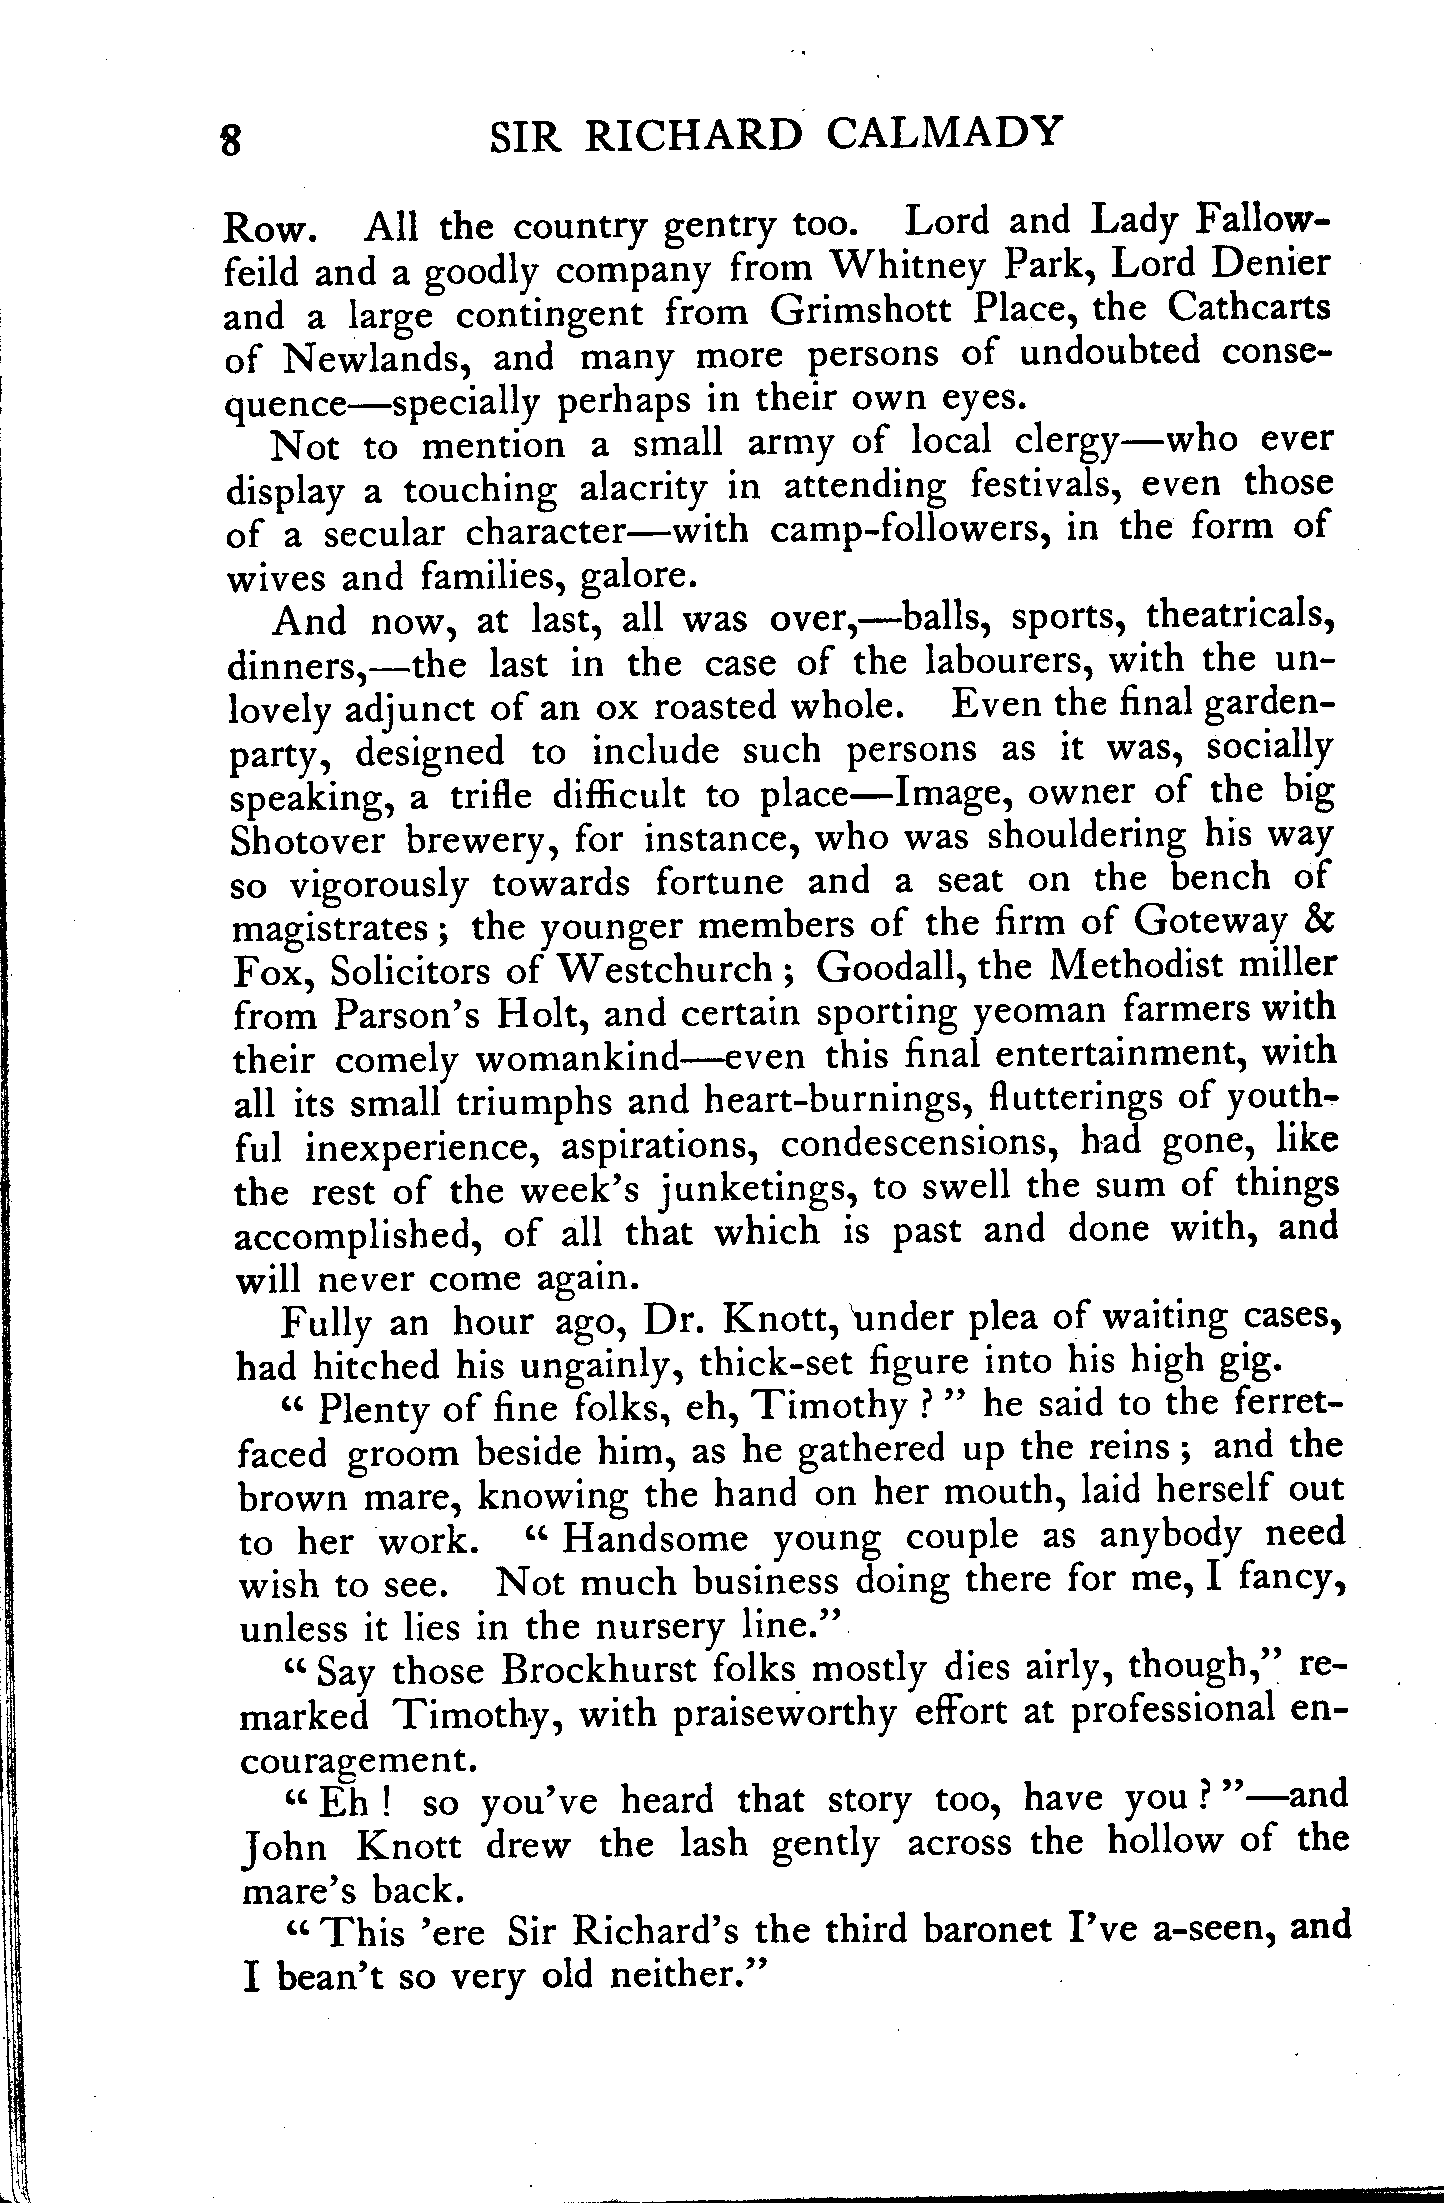 8 SIR RICHARD CALMADY
Row. All the country gentry too. Lord and Lady Fallow-
feild and a goodly company from Whitney Park, Lord Denier
and a large contingent from Grimshott Place, the Cathcarts
of Newlands, and many more persons of undoubted conse-
quence—specially perhaps in their own eyes.
Not to mention a small army of local clergy—who ever
display a touching alacrity in attending festivals, even those
of a secular character—with camp-followers, in the form of
wives and families, galore.
And now, at last, all was over,—balls, sports, theatricals,
dinners,—the last in the case of the labourers, with the un-
lovely adjunct of an ox roasted whole. Even the final garden-
party, designed to include such persons as it was, socially
speaking, a trifle difficult to place—Image, owner of the big
Shotover brewery, for instance, who was shouldering his way
so vigorously towards fortune and a seat on the bench of
magistrates; the younger members of the firm of Goteway &
Fox, Solicitors of Westchurch; Goodall, the Methodist miller
from Parson's Holt, and certain sporting yeoman farmers with
their comely womankind—even this final entertainment, with
all its small triumphs and heart-burnings, flutterings of youth-
ful inexperience, aspirations, condescensions, had gone, like
the rest of the week's junketings, to swell the sum of things
accomplished, of all that which is past and done with, and
will never come again.
Fully an hour ago, Dr. Knott, under plea of waiting cases,
had hitched his ungainly, thick-set figure into his high gig.
“Plenty of fine folks, eh, Timothy?” he said to the ferret-
faced groom beside him, as he gathered up the reins; and the
brown mare, knowing the hand on her mouth, laid herself out
to her work. “Handsome young couple as anybody need
wish to see. Not much business doing there for me, I fancy,
unless it lies in the nursery line.”
“Say those Brockhurst folks mostly dies airly, though,” re-
marked Timothy, with praiseworthy effort at professional en-
couragement.
“Eh! so you've heard that story too, have you?”—and
John Knott drew the lash gently across the hollow of the
mare's back.
“This 'ere Sir Richard's the third baronet I've a-seen, and
I bean't so very old neither.”